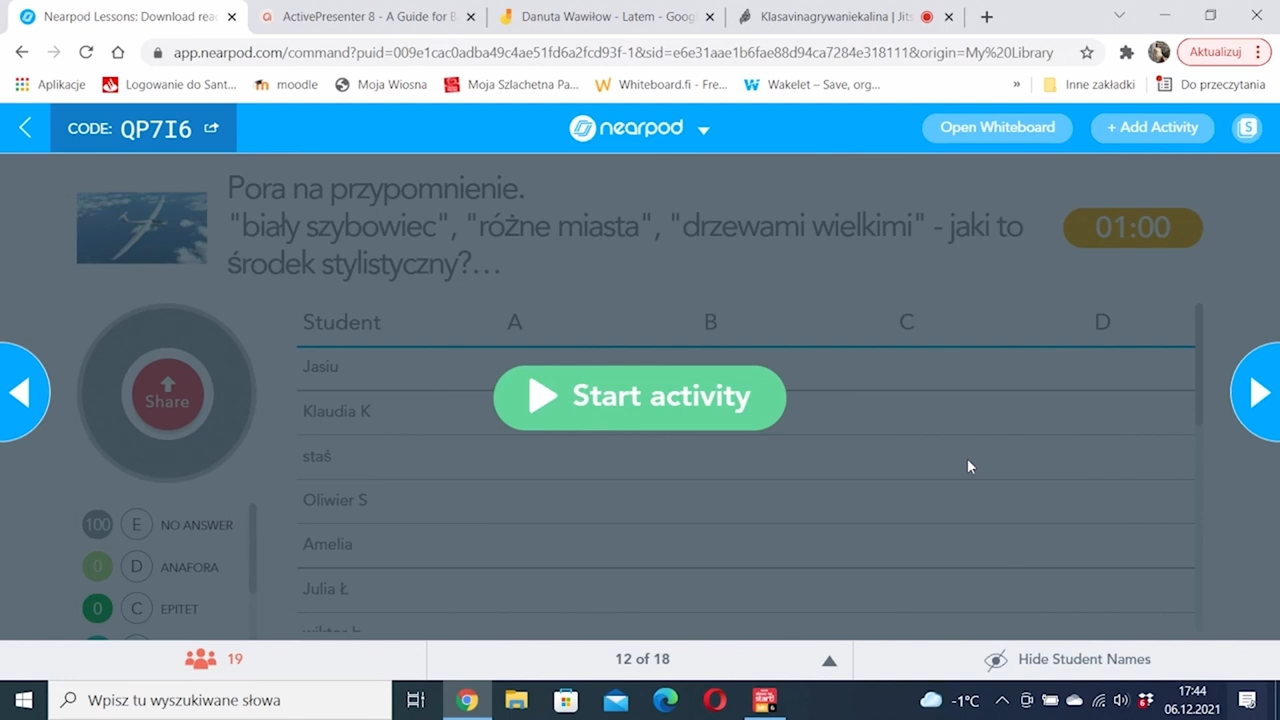 Nearpod Lessons: Download rea
ActivePresenter 8 - A Guide for B
Danuta Wawiłow - Latem - Goog
Klasavinagrywaniekalina | Jits
app.nearpod.com/command?puid=009e1cac0adba49c4ae51fd6a2fcd93f-1&sid=e6e31aae1b6fae88d94ca7284e318111&origin=My%20Library
Aktualizuj
Aplikacje
Logowanie do Sant...
moodle
Moja Wiosna
Moja Szlachetna Pa...
Whiteboard.fi - Fre...
Wakelet – Save, org...
»
Inne zakładki
Do przeczytania
CODE: QP7I6
nearpod
Open Whiteboard
+ Add Activity
S
Pora na przypomnienie.
"biały szybowiec", "różne miasta", "drzewami wielkimi" - jaki to
środek stylistyczny?...
01:00
Share
Student A B C D
Jasiu
Klaudia K
staś
Oliwier S
Amelia
Julia Ł
Start activity
100 E NO ANSWER
0 D ANAFORA
0 C EPITET
19
12 of 18
Hide Student Names
Wpisz tu wyszukiwane słowa
-1°C
17:44
06.12.2021